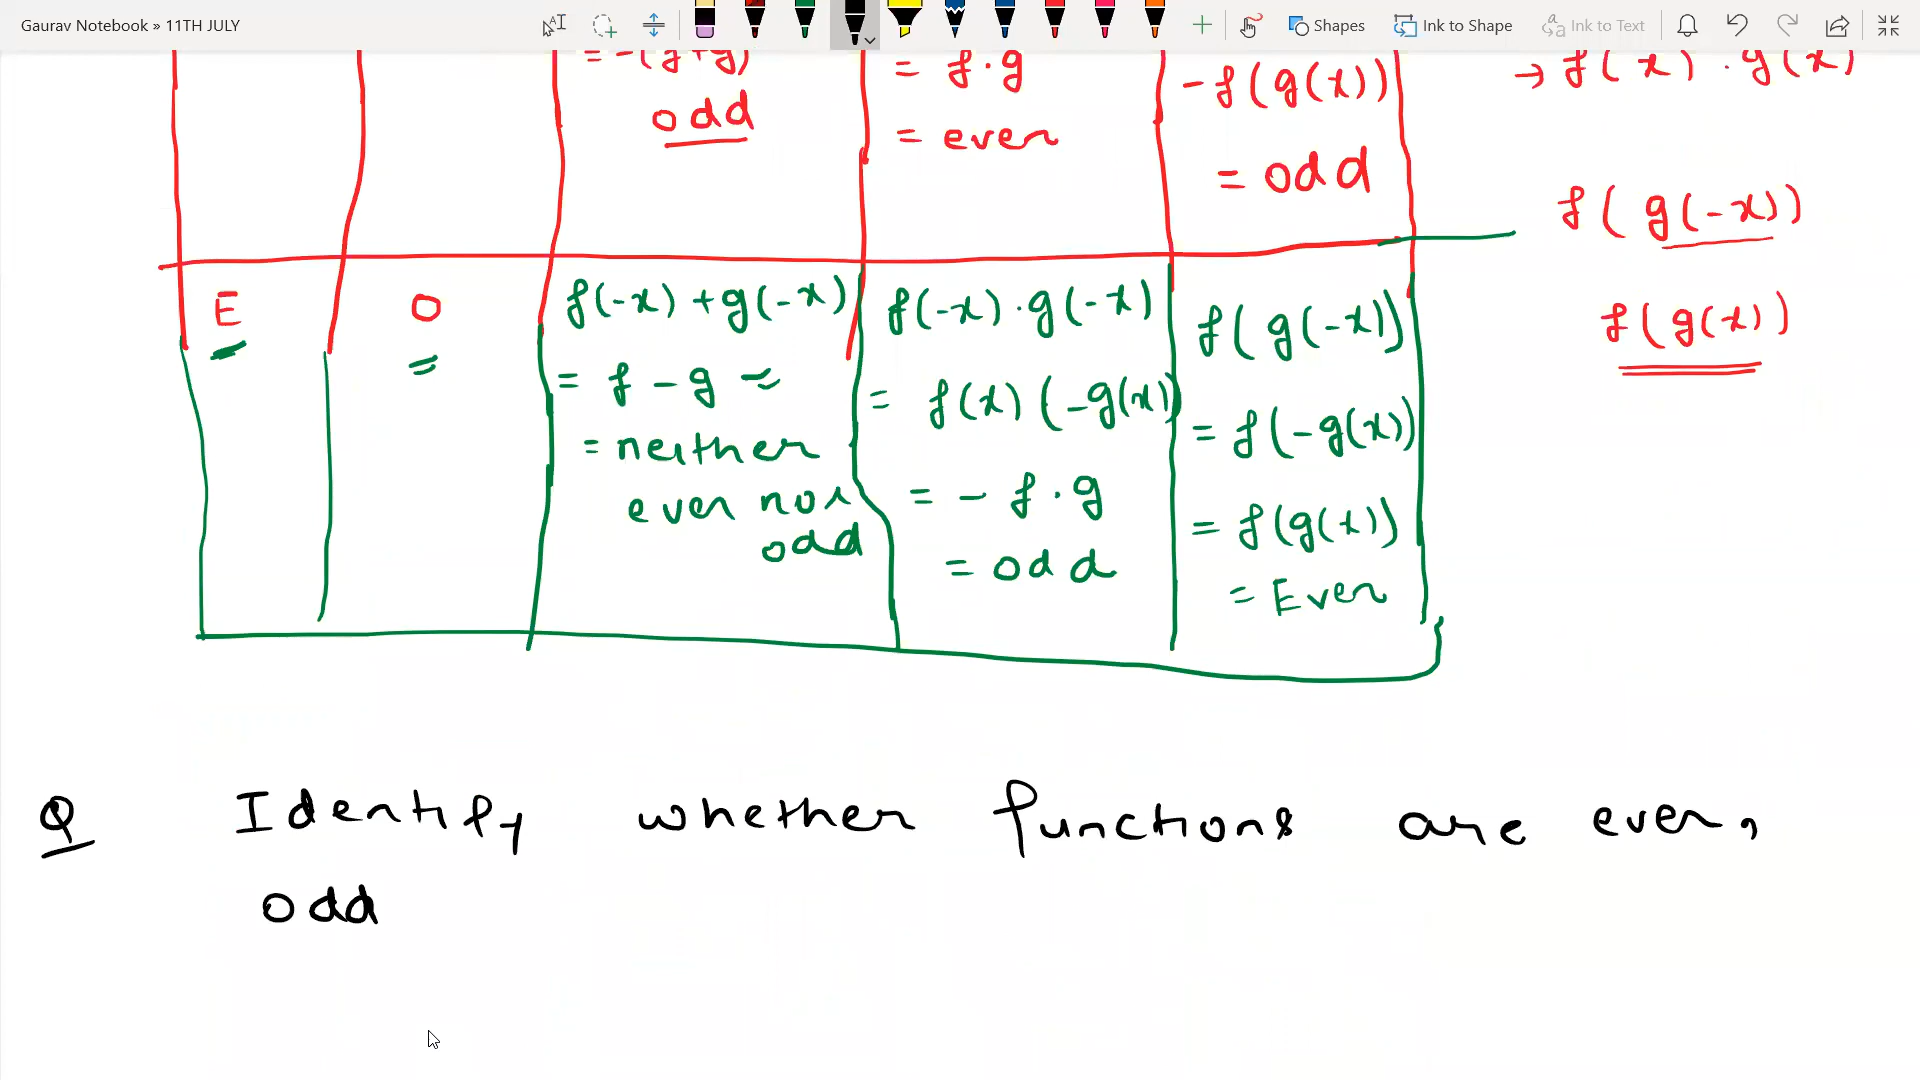 Gaurav Notebook » 11TH JULY
Shapes
Ink to Shape
Ink to Text
= -(f+g)
odd
= f·g
= even
-f(g(x))
= odd
→ f(x)·g(x)
f(g(-x))
f(g(x))
E
O
f(-x)+g(-x)
= f-g
= neither
even nor
odd
f(-x)·g(-x)
= f(x)(-g(x))
= -f·g
= odd
f(g(-x))
= f(-g(x))
= f(g(x))
= Even
Q Identify whether functions are even,
odd